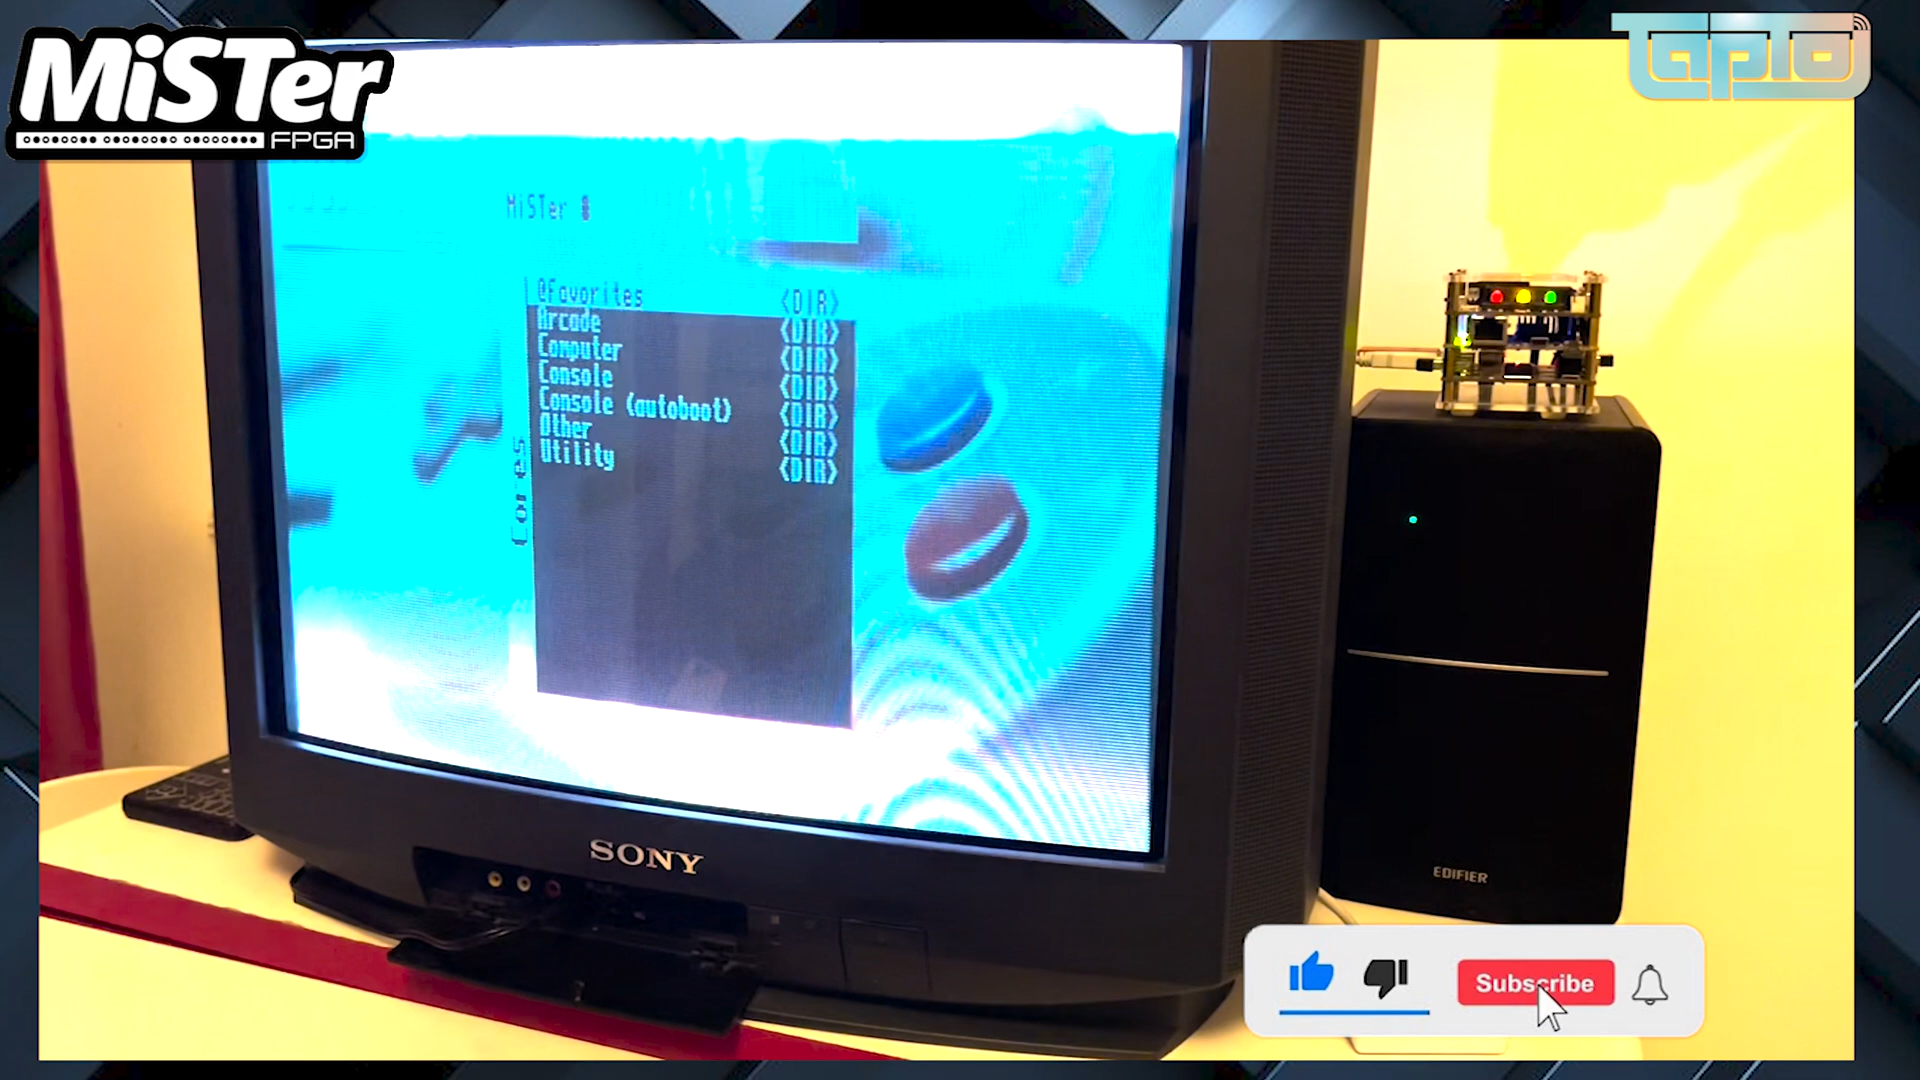 MiSTer
FPGA
TapTo
MiSTer
@Favorites <DIR>
Arcade <DIR>
Computer <DIR>
Console <DIR>
Console (autoboot) <DIR>
Other <DIR>
Utility <DIR>
Cores
SONY
EDIFIER
Subscribe